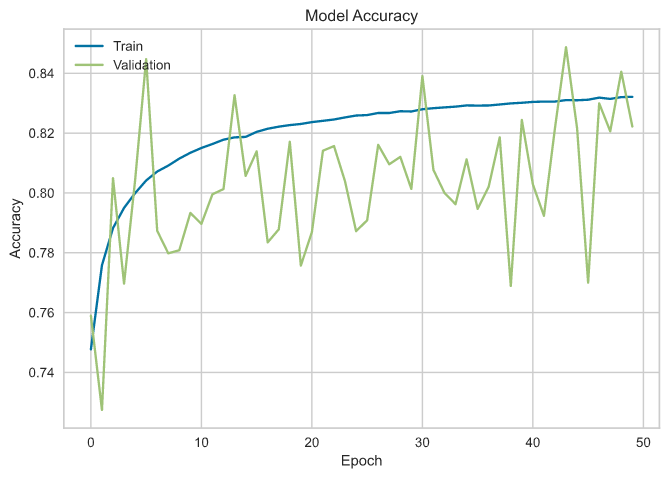 Model Accuracy
Train
Validation
Accuracy
0.84
0.82
0.80
0.78
0.76
0.74
0 10 20 30 40 50
Epoch